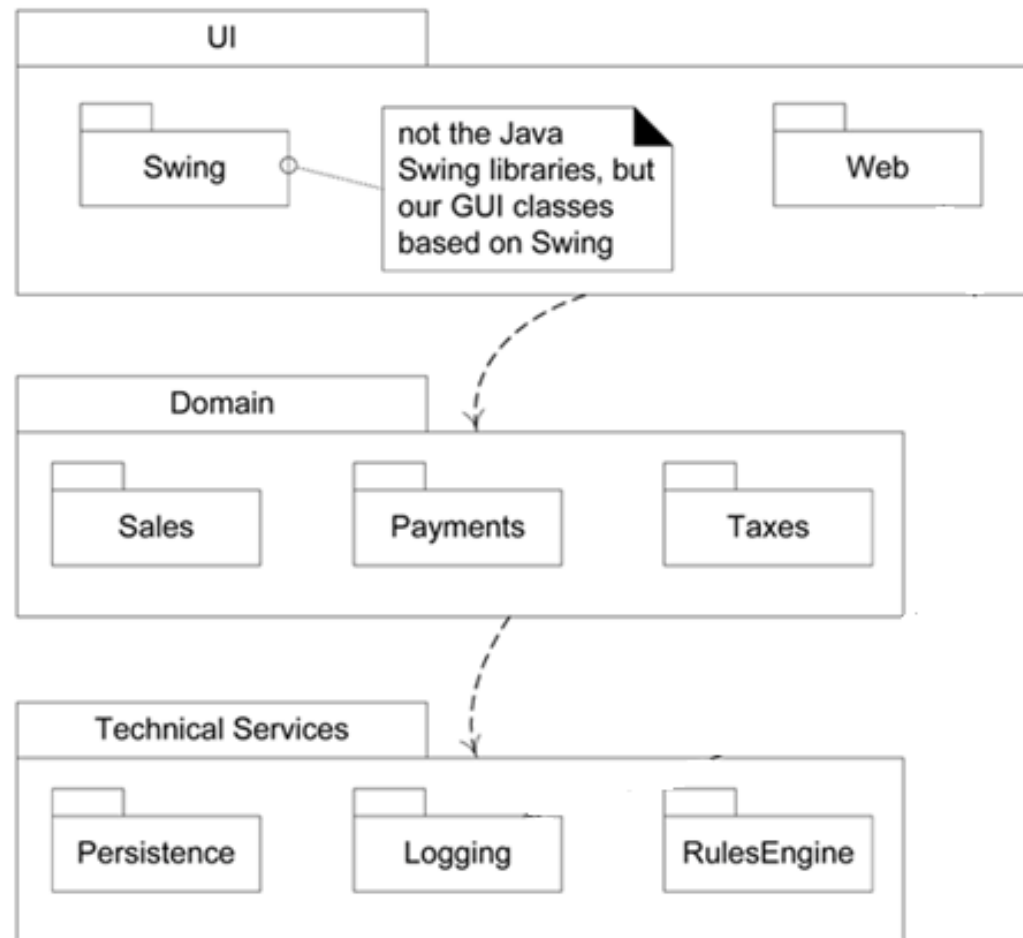 UI
Swing
not the Java
Swing libraries, but
our GUI classes
based on Swing
Web
Domain
Sales
Payments
Taxes
Technical Services
Persistence
Logging
RulesEngine